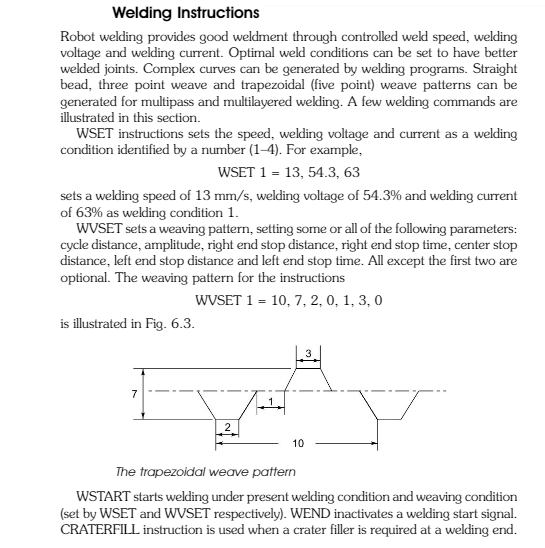 Welding Instructions
Robot welding provides good weldment through controlled weld speed, welding
voltage and welding current. Optimal weld conditions can be set to have better
welded joints. Complex curves can be generated by welding programs. Straight
bead, three point weave and trapezoidal (five point) weave patterns can be
generated for multipass and multilayered welding. A few welding commands are
illustrated in this section.
WSET instructions sets the speed, welding voltage and current as a welding
condition identified by a number (1–4). For example,
WSET 1 = 13, 54.3, 63
sets a welding speed of 13 mm/s, welding voltage of 54.3% and welding current
of 63% as welding condition 1.
WVSET sets a weaving pattern, setting some or all of the following parameters:
cycle distance, amplitude, right end stop distance, right end stop time, center stop
distance, left end stop distance and left end stop time. All except the first two are
optional. The weaving pattern for the instructions
WVSET 1 = 10, 7, 2, 0, 1, 3, 0
is illustrated in Fig. 6.3.
3
7
1
2
10
The trapezoidal weave pattern
WSTART starts welding under present welding condition and weaving condition
(set by WSET and WVSET respectively). WEND inactivates a welding start signal.
CRATERFILL instruction is used when a crater filler is required at a welding end.